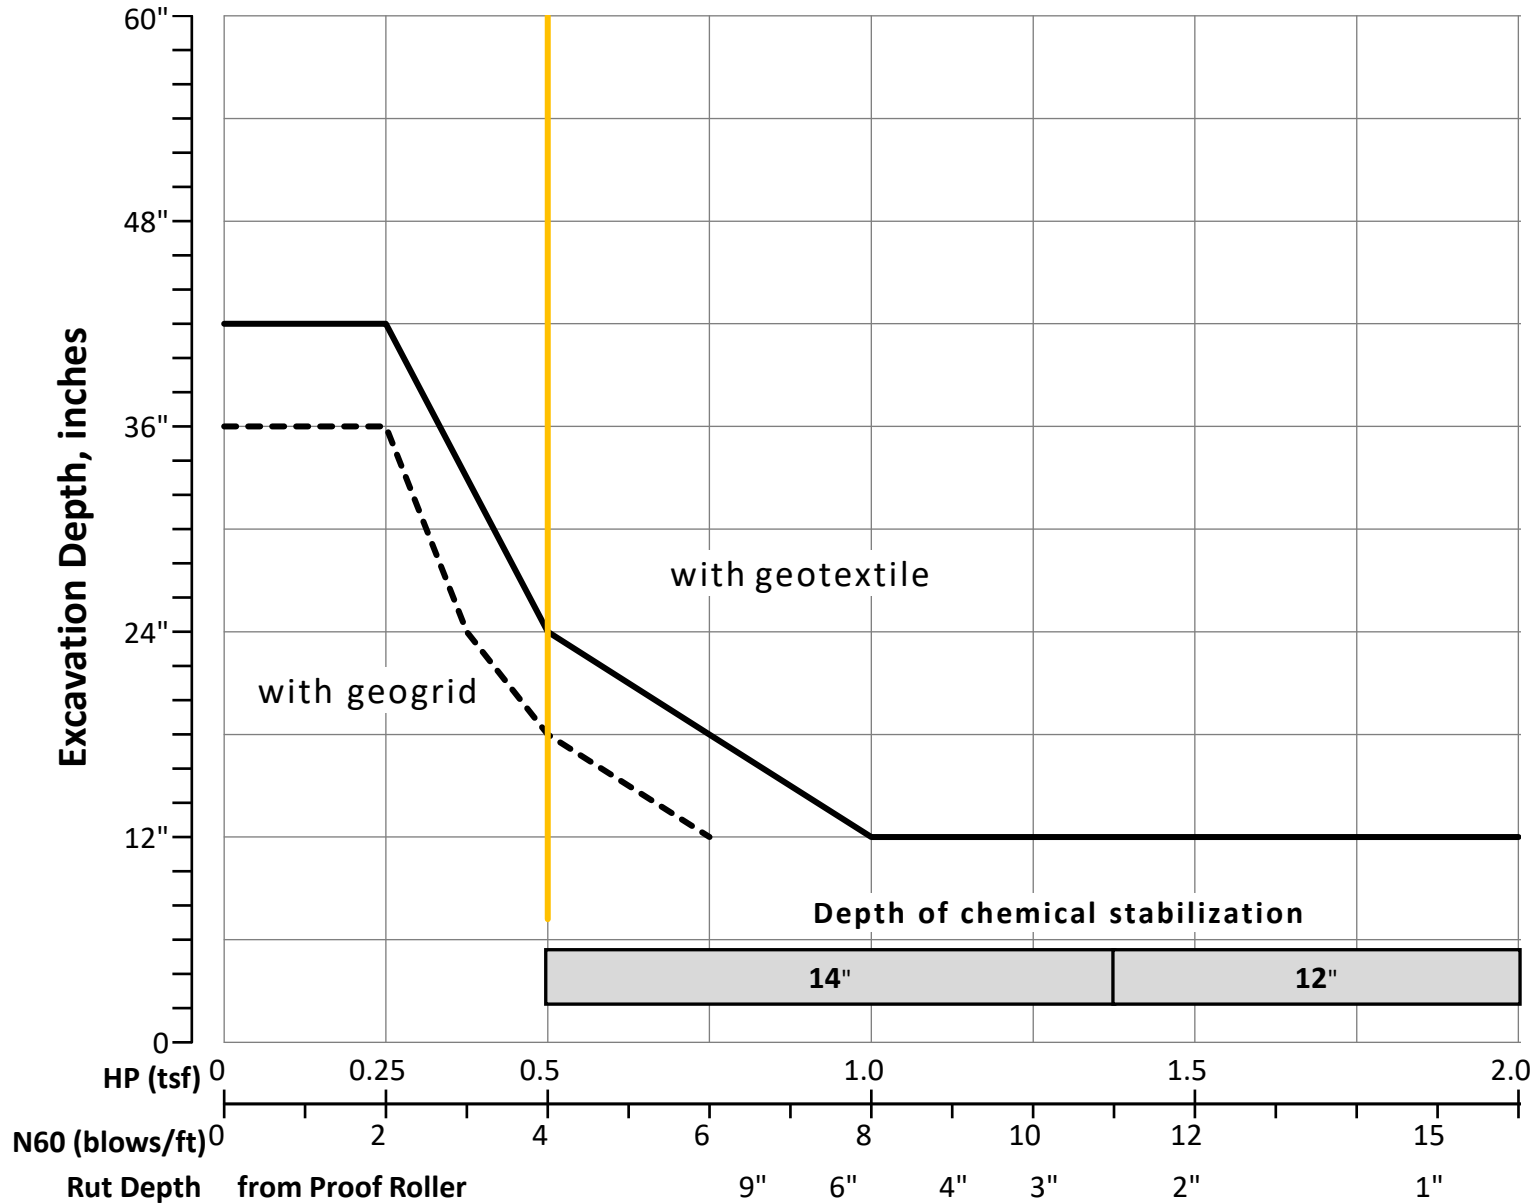 60"
48"
36"
24"
12"
0
Excavation Depth, inches
with geotextile
with geogrid
Depth of chemical stabilization
14" 12"
HP (tsf) 0 0.25 0.5 1.0 1.5 2.0
N60 (blows/ft) 0 2 4 6 8 10 12 15
Rut Depth from Proof Roller 9" 6" 4" 3" 2" 1"